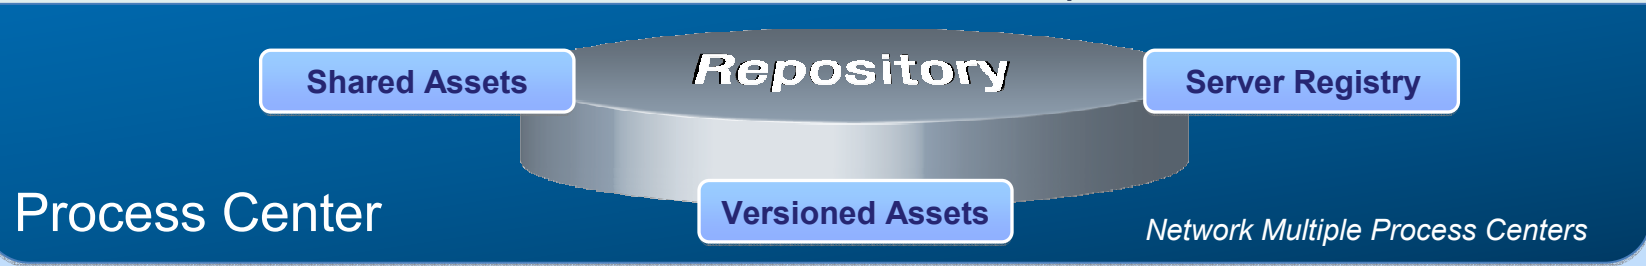 Repository
Shared Assets
Server Registry
Versioned Assets
Process Center
Network Multiple Process Centers